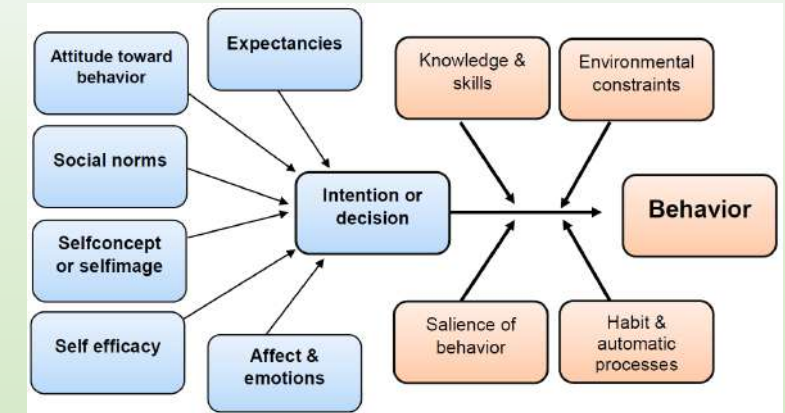 Attitude toward
behavior
Expectancies
Social norms
Selfconcept
or selfimage
Self efficacy
Affect &
emotions
Intention or
decision
Knowledge &
skills
Environmental
constraints
Salience of
behavior
Habit &
automatic
processes
Behavior